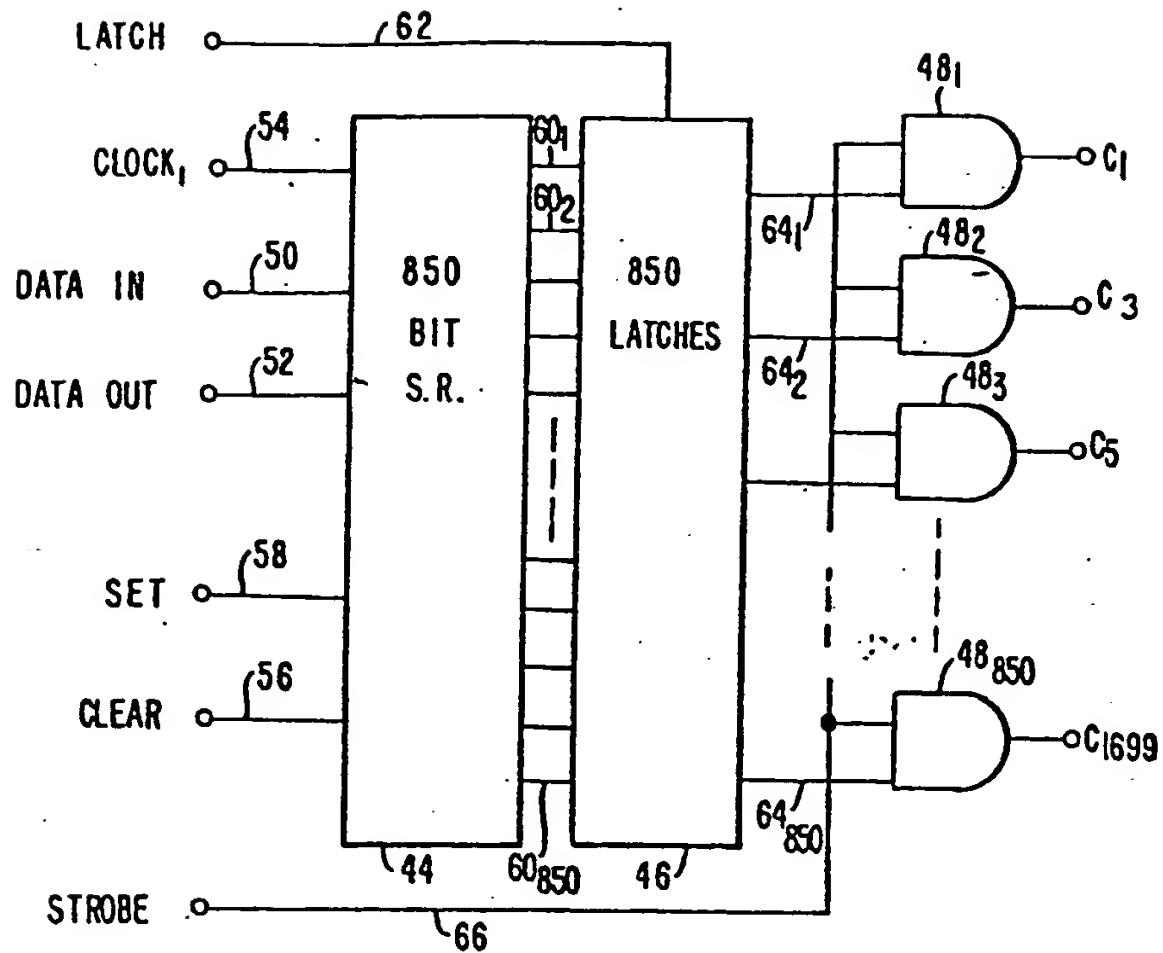 LATCH
62
48₁
54
CLOCK₁
60₁
C₁
60₂
64₁
48₂
50
DATA IN
850
BIT
S.R.
850
LATCHES
C₃
64₂
52
DATA OUT
48₃
C₅
58
SET
56
CLEAR
48₈₅₀
C₁₆₉₉
64₈₅₀
44
60₈₅₀
46
STROBE
66